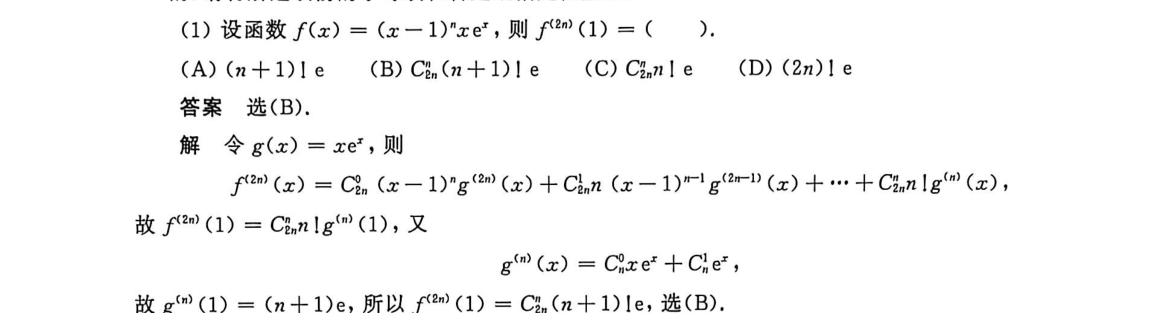 (1) 设函数 f(x) = (x−1)ⁿxeˣ, 则 f⁽²ⁿ⁾(1) = (  ).
(A) (n+1)! e (B) C₂ₙⁿ(n+1)! e (C) C₂ₙⁿn! e (D) (2n)! e
答案 选(B).
解 令 g(x) = xeˣ, 则
f⁽²ⁿ⁾(x) = C₂ₙ⁰ (x−1)ⁿg⁽²ⁿ⁾(x) + C₂ₙ¹n (x−1)ⁿ⁻¹g⁽²ⁿ⁻¹⁾(x) + ⋯ + C₂ₙⁿn!g⁽ⁿ⁾(x),
故 f⁽²ⁿ⁾(1) = C₂ₙⁿn!g⁽ⁿ⁾(1), 又
g⁽ⁿ⁾(x) = Cₙ⁰xeˣ + Cₙ¹eˣ,
故 g⁽ⁿ⁾(1) = (n+1)e, 所以 f⁽²ⁿ⁾(1) = C₂ₙⁿ(n+1)!e, 选(B).